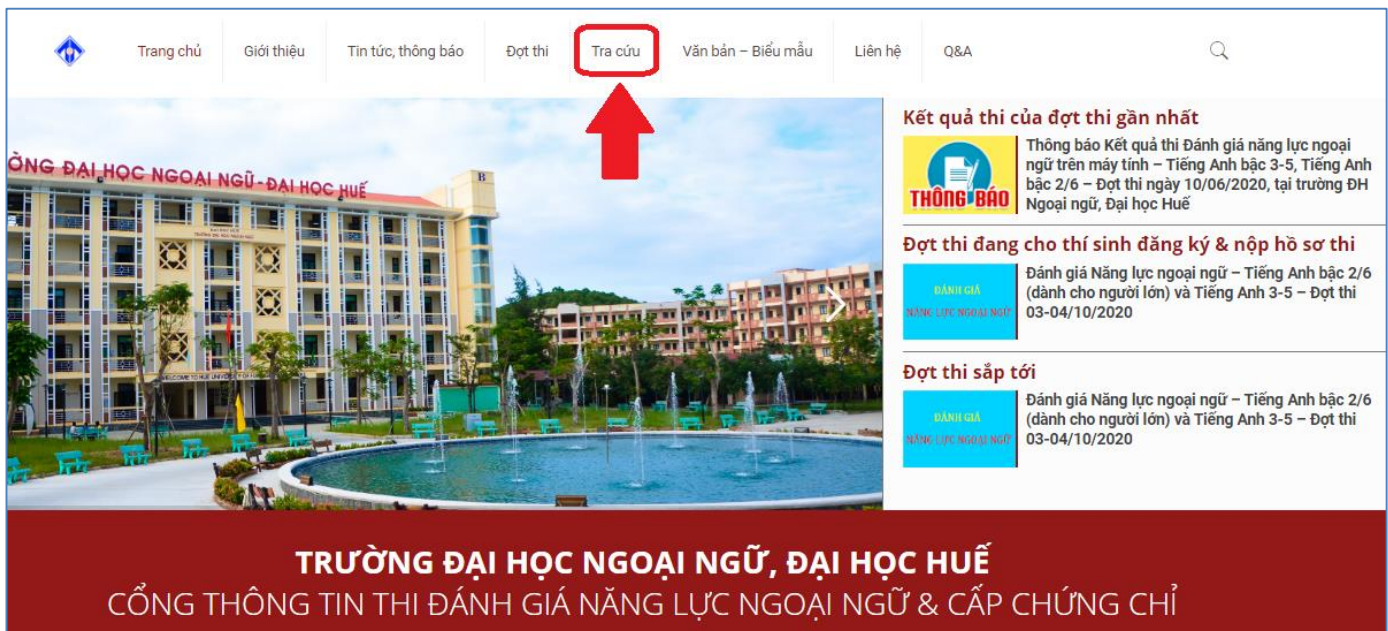 Trang chủ
Giới thiệu
Tin tức, thông báo
Đợt thi
Tra cứu
Văn bản – Biểu mẫu
Liên hệ
Q&A
ỜNG ĐẠI HỌC NGOẠI NGỮ - ĐẠI HỌC HUẾ
B
Kết quả thi của đợt thi gần nhất
THÔNG BÁO
Thông báo Kết quả thi Đánh giá năng lực ngoại
ngữ trên máy tính – Tiếng Anh bậc 3-5, Tiếng Anh
bậc 2/6 – Đợt thi ngày 10/06/2020, tại trường ĐH
Ngoại ngữ, Đại học Huế
Đợt thi đang cho thí sinh đăng ký & nộp hồ sơ thi
ĐÁNH GIÁ
NĂNG LỰC NGOẠI NGỮ
Đánh giá Năng lực ngoại ngữ – Tiếng Anh bậc 2/6
(dành cho người lớn) và Tiếng Anh 3-5 – Đợt thi
03-04/10/2020
Đợt thi sắp tới
ĐÁNH GIÁ
NĂNG LỰC NGOẠI NGỮ
Đánh giá Năng lực ngoại ngữ – Tiếng Anh bậc 2/6
(dành cho người lớn) và Tiếng Anh 3-5 – Đợt thi
03-04/10/2020
TRƯỜNG ĐẠI HỌC NGOẠI NGỮ, ĐẠI HỌC HUẾ
CỔNG THÔNG TIN THI ĐÁNH GIÁ NĂNG LỰC NGOẠI NGỮ & CẤP CHỨNG CHỈ